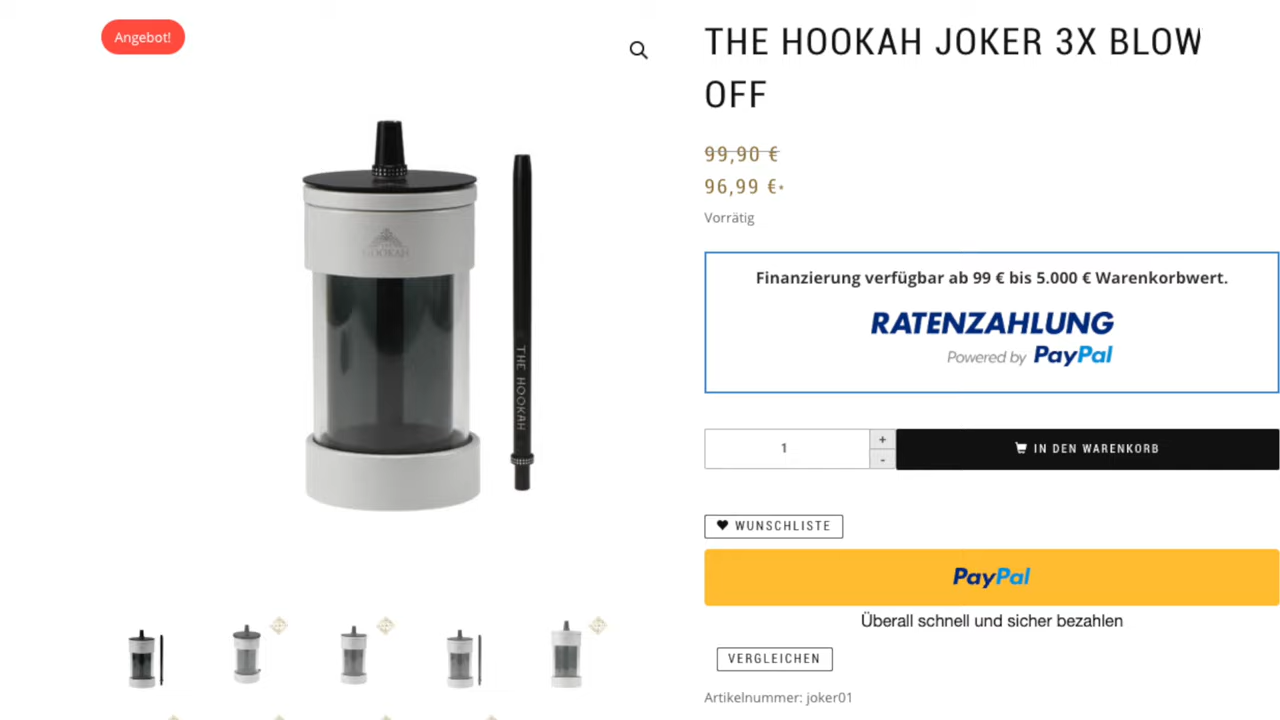 Angebot!
THE HOOKAH JOKER 3X BLOW
OFF
99,90 €
96,99 €*
Vorrätig
Finanzierung verfügbar ab 99 € bis 5.000 € Warenkorbwert.
RATENZAHLUNG
Powered by PayPal
HOOKAH
THE HOOKAH
1
+
-
IN DEN WARENKORB
WUNSCHLISTE
PayPal
Überall schnell und sicher bezahlen
VERGLEICHEN
Artikelnummer: joker01